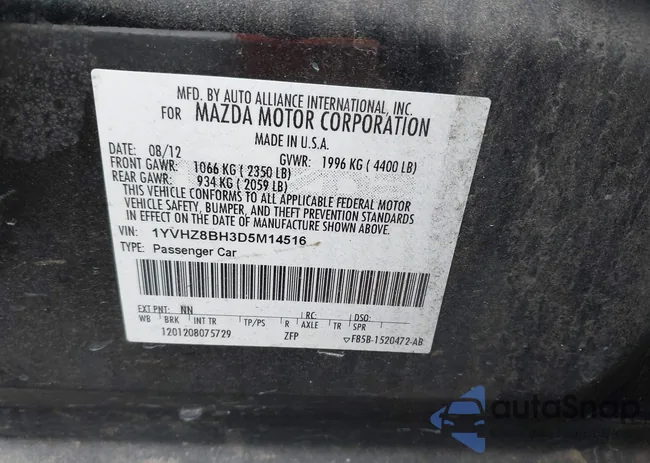 MFD. BY AUTO ALLIANCE INTERNATIONAL, INC.
FOR MAZDA MOTOR CORPORATION
MADE IN U.S.A.
DATE: 08/12 GVWR: 1996 KG ( 4400 LB)
FRONT GAWR: 1066 KG ( 2350 LB)
REAR GAWR: 934 KG ( 2059 LB)
THIS VEHICLE CONFORMS TO ALL APPLICABLE FEDERAL MOTOR
VEHICLE SAFETY, BUMPER, AND THEFT PREVENTION STANDARDS
IN EFFECT ON THE DATE OF MANUFACTURE SHOWN ABOVE.
VIN: 1YVHZ8BH3D5M14516
TYPE: Passenger Car
EXT PNT: NN RC: DSO:
WB BRK INT TR TP/PS R AXLE TR SPR
1201208075729 ZFP ▽F85B-1520472-AB
autoSnap